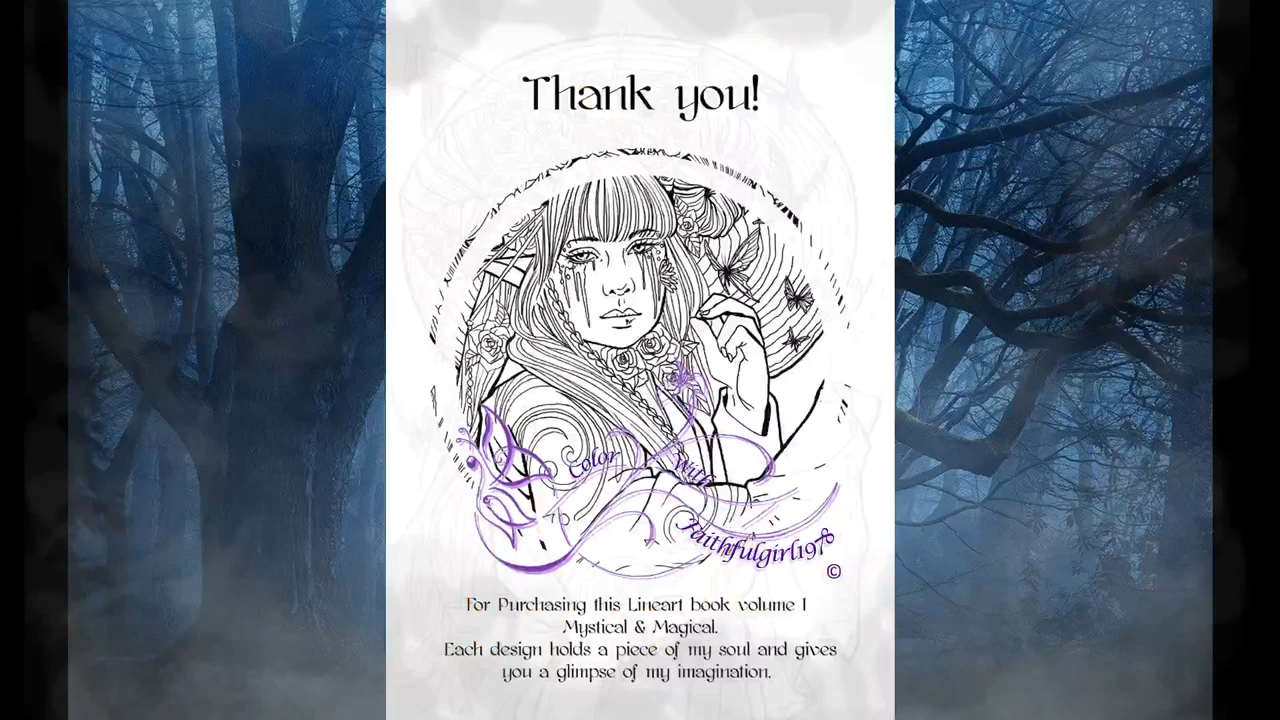 Thank you!
Color With
Faithfulgirl1978
©
For Purchasing this Lineart book volume 1
Mystical & Magical.
Each design holds a piece of my soul and gives
you a glimpse of my imagination.